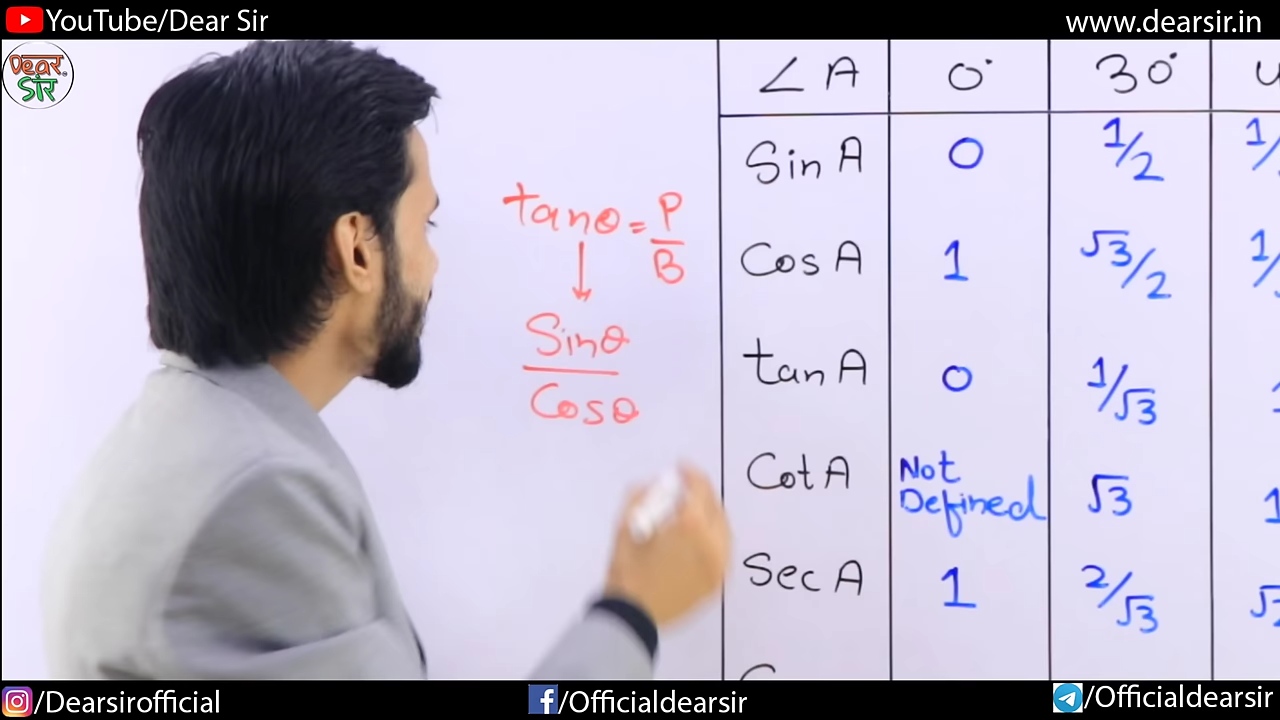 YouTube/Dear Sir
www.dearsir.in
Dear
Sir
tanθ = P/B
↓
Sinθ
Cosθ
∠A 0° 30°
Sin A 0 1/2
Cos A 1 √3/2
tan A 0 1/√3
Cot A Not Defined √3 1
Sec A 1 2/√3
/Dearsirofficial
/Officialdearsir
/Officialdearsir